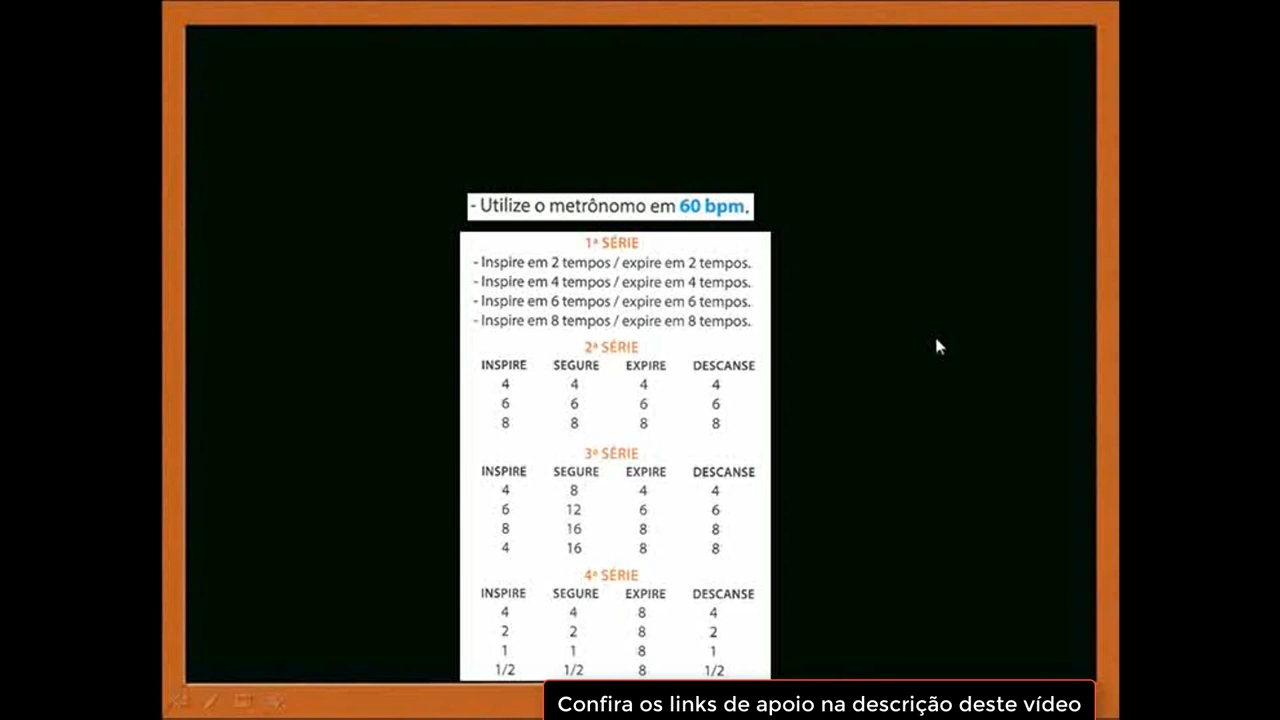 - Utilize o metrônomo em 60 bpm.
1ª SÉRIE
- Inspire em 2 tempos / expire em 2 tempos.
- Inspire em 4 tempos / expire em 4 tempos.
- Inspire em 6 tempos / expire em 6 tempos.
- Inspire em 8 tempos / expire em 8 tempos.
2ª SÉRIE
INSPIRE SEGURE EXPIRE DESCANSE
4 4 4 4
6 6 6 6
8 8 8 8
3ª SÉRIE
INSPIRE SEGURE EXPIRE DESCANSE
4 8 4 4
6 12 6 6
8 16 8 8
4 16 8 8
4ª SÉRIE
INSPIRE SEGURE EXPIRE DESCANSE
4 4 8 4
2 2 8 2
1 1 8 1
1/2 1/2 8 1/2
Confira os links de apoio na descrição deste vídeo